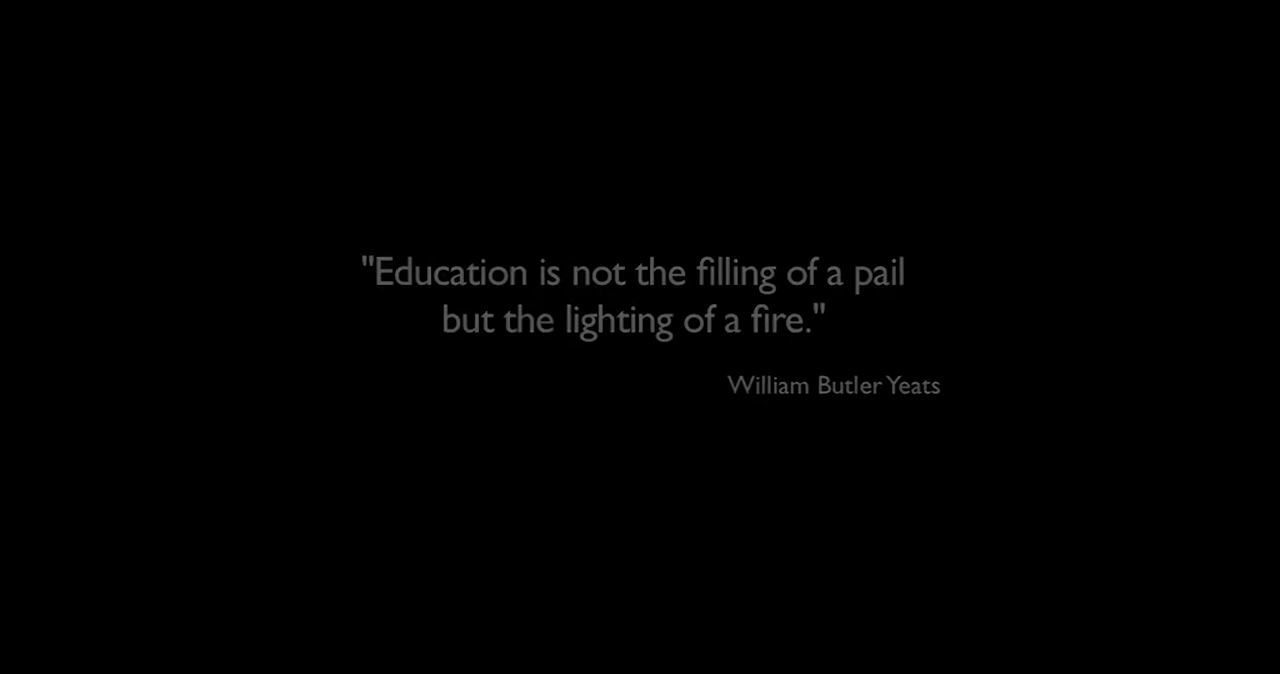 "Education is not the filling of a pail
but the lighting of a fire."
William Butler Yeats